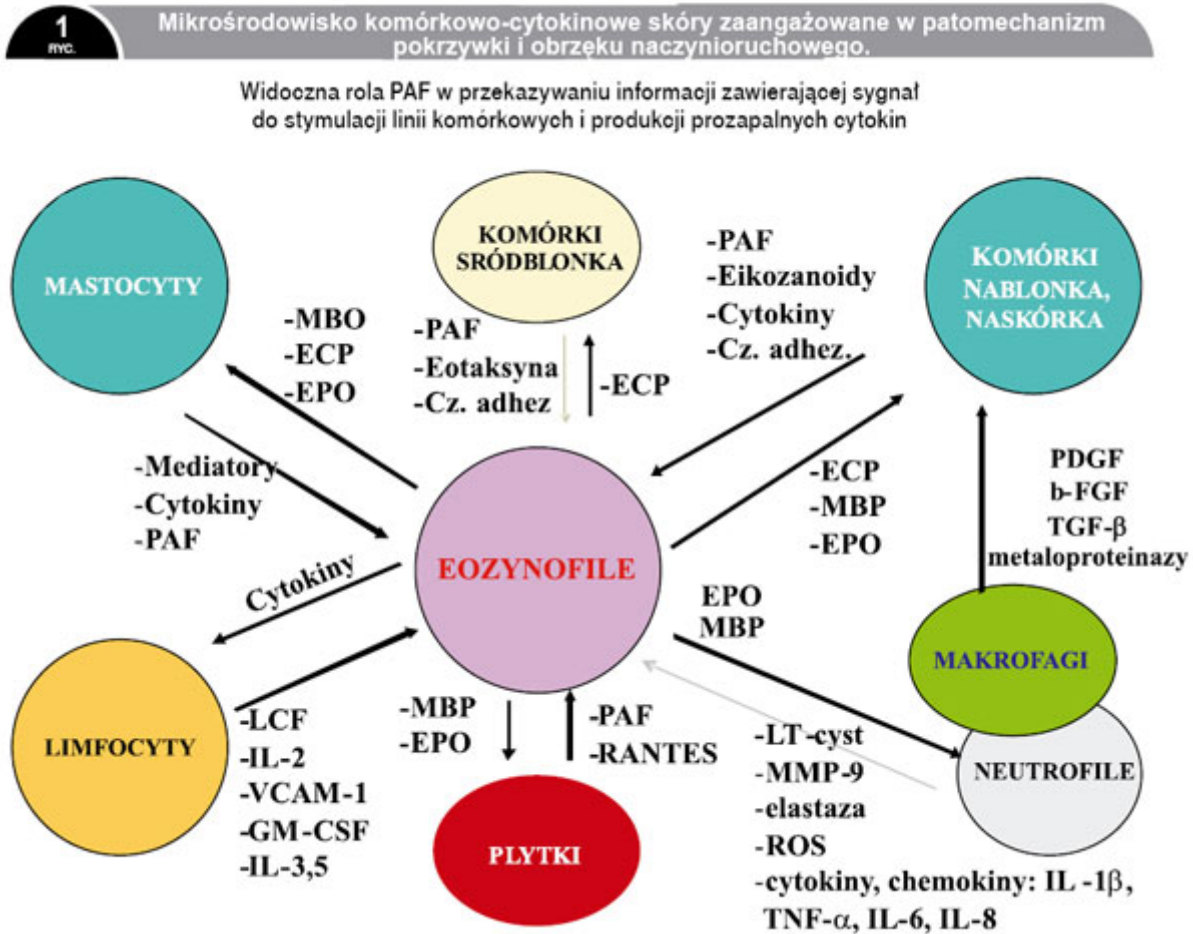 1
RYC.
Mikrośrodowisko komórkowo-cytokinowe skóry zaangażowane w patomechanizm
pokrzywki i obrzęku naczynioruchowego.
Widoczna rola PAF w przekazywaniu informacji zawierającej sygnał
do stymulacji linii komórkowych i produkcji prozapalnych cytokin
MASTOCYTY
-MBO
-ECP
-EPO
-Mediatory
-Cytokiny
-PAF
KOMÓRKI
SRÓDBLONKA
-PAF
-Eotaksyna
-Cz. adhez
-ECP
-PAF
-Eikozanoidy
-Cytokiny
-Cz. adhez.
KOMÓRKI
NABLONKA,
NASKÓRKA
-ECP
-MBP
-EPO
PDGF
b-FGF
TGF-β
metaloproteinazy
EOZYNOFILE
Cytokiny
LIMFOCYTY
-LCF
-IL-2
-VCAM-1
-GM-CSF
-IL-3,5
-MBP
-EPO
-PAF
-RANTES
PLYTKI
EPO
MBP
MAKROFAGI
NEUTROFILE
-LT-cyst
-MMP-9
-elastaza
-ROS
-cytokiny, chemokiny: IL -1β,
TNF-α, IL-6, IL-8